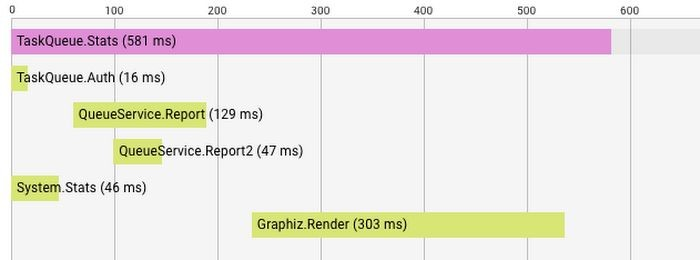 0 100 200 300 400 500 600
TaskQueue.Stats (581 ms)
TaskQueue.Auth (16 ms)
QueueService.Report (129 ms)
QueueService.Report2 (47 ms)
System.Stats (46 ms)
Graphiz.Render (303 ms)